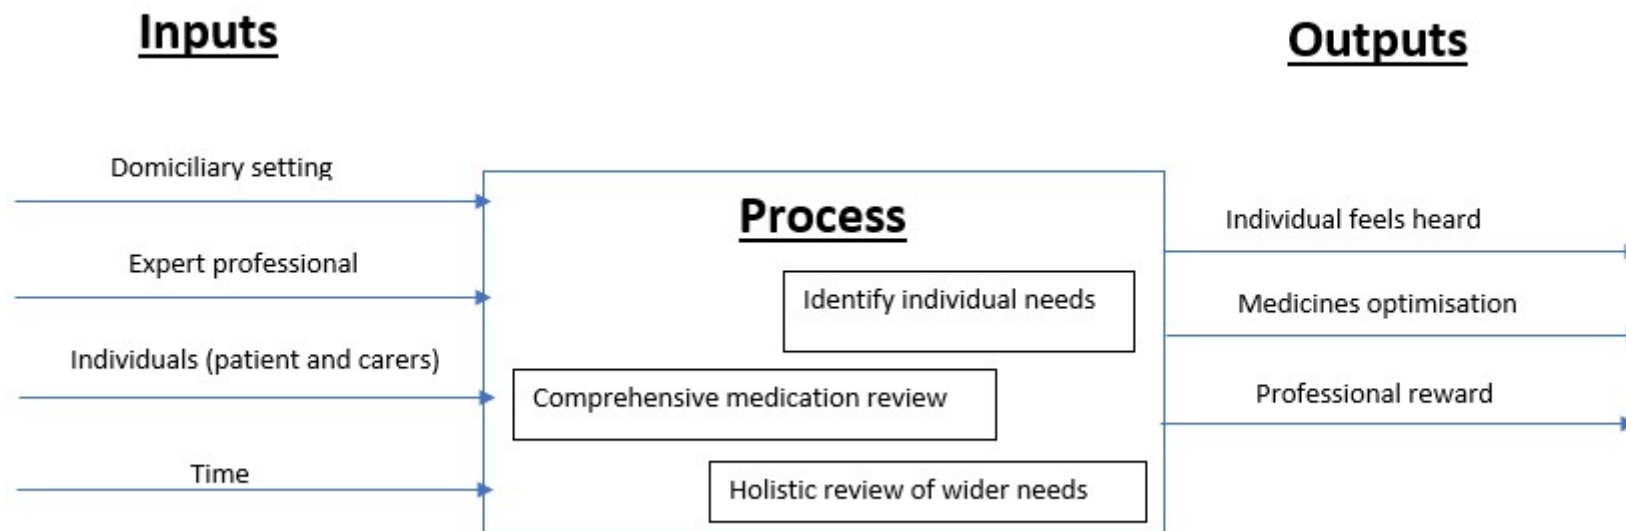 Inputs
Outputs
Domiciliary setting
Expert professional
Individuals (patient and carers)
Time
Process
Identify individual needs
Comprehensive medication review
Holistic review of wider needs
Individual feels heard
Medicines optimisation
Professional reward